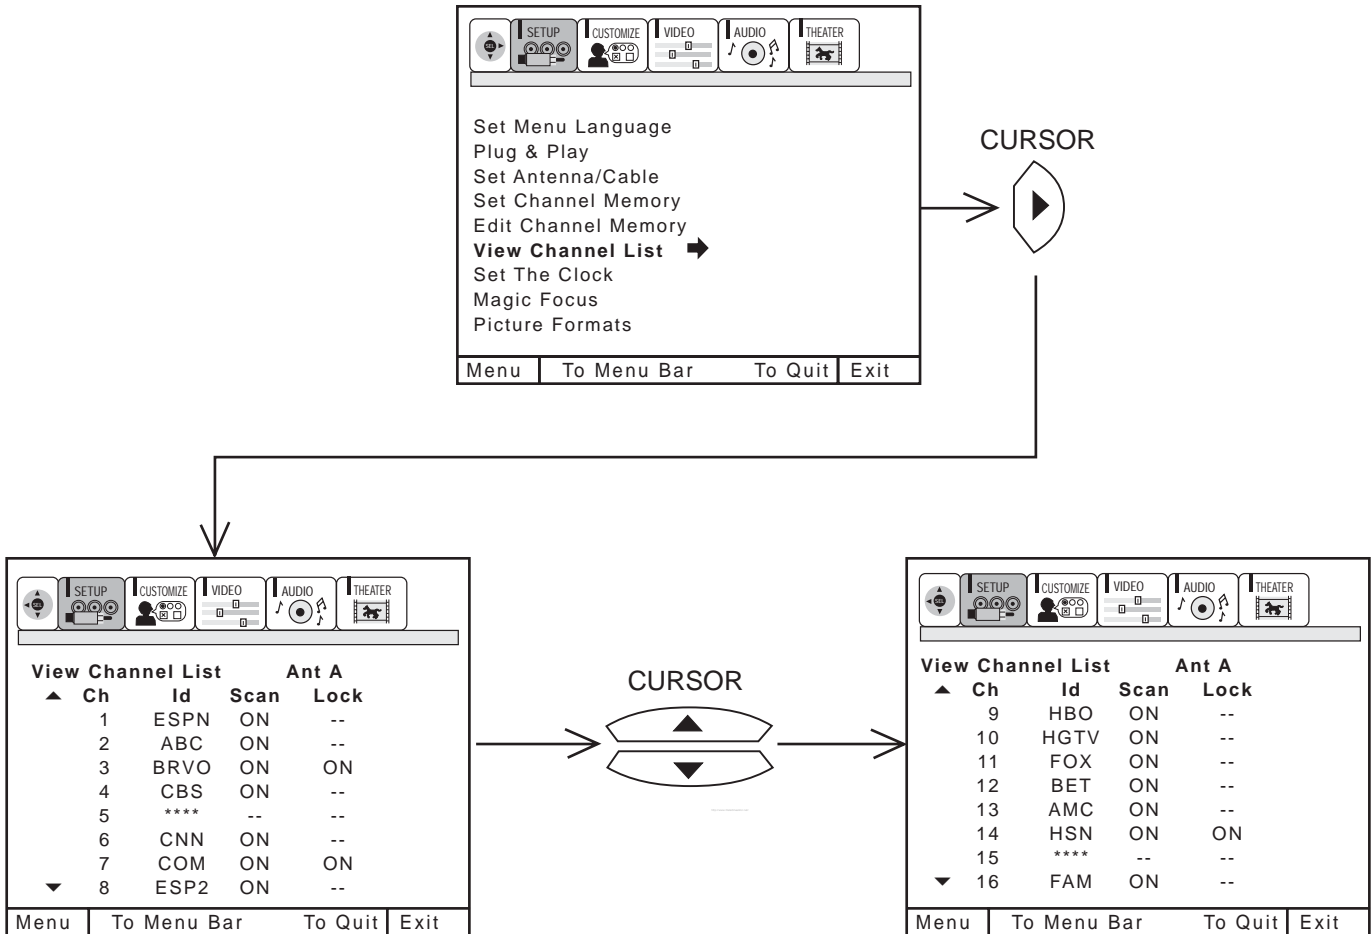 SETUP CUSTOMIZE VIDEO AUDIO THEATER
SEL
Set Menu Language
Plug & Play
Set Antenna/Cable
Set Channel Memory
Edit Channel Memory
View Channel List
Set The Clock
Magic Focus
Picture Formats
Menu To Menu Bar To Quit Exit
CURSOR
SETUP CUSTOMIZE VIDEO AUDIO THEATER
SEL
View Channel List Ant A
Ch Id Scan Lock
1 ESPN ON --
2 ABC ON --
3 BRVO ON ON
4 CBS ON --
5 **** -- --
6 CNN ON --
7 COM ON ON
8 ESP2 ON --
Menu To Menu Bar To Quit Exit
CURSOR
SETUP CUSTOMIZE VIDEO AUDIO THEATER
SEL
View Channel List Ant A
Ch Id Scan Lock
9 HBO ON --
10 HGTV ON --
11 FOX ON --
12 BET ON --
13 AMC ON --
14 HSN ON ON
15 **** -- --
16 FAM ON --
Menu To Menu Bar To Quit Exit